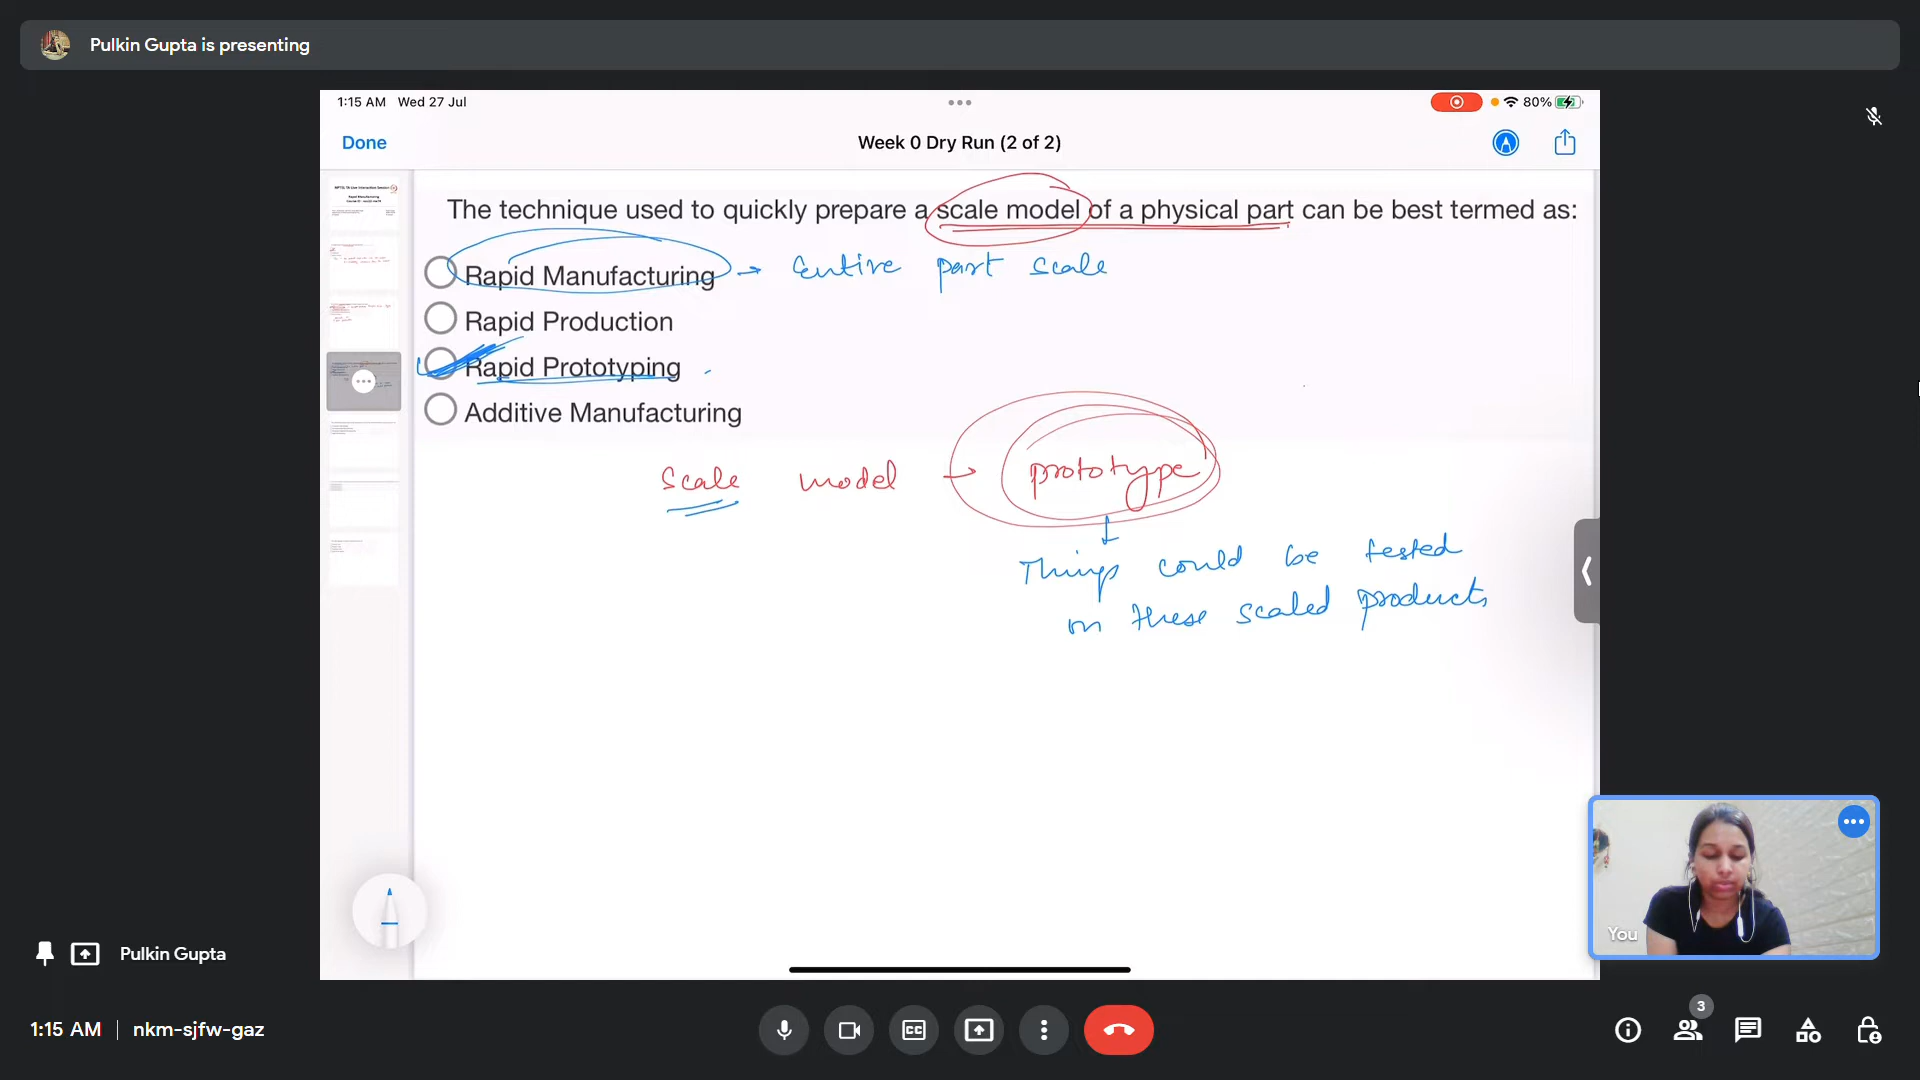 Pulkin Gupta is presenting
1:15 AM Wed 27 Jul
80%
Done
Week 0 Dry Run (2 of 2)
The technique used to quickly prepare a scale model of a physical part can be best termed as:
Rapid Manufacturing → Entire part scale
Rapid Production
Rapid Prototyping
Additive Manufacturing
Scale model → prototype
Things could be tested
on these scaled products
You
Pulkin Gupta
1:15 AM | nkm-sjfw-gaz
CC
3